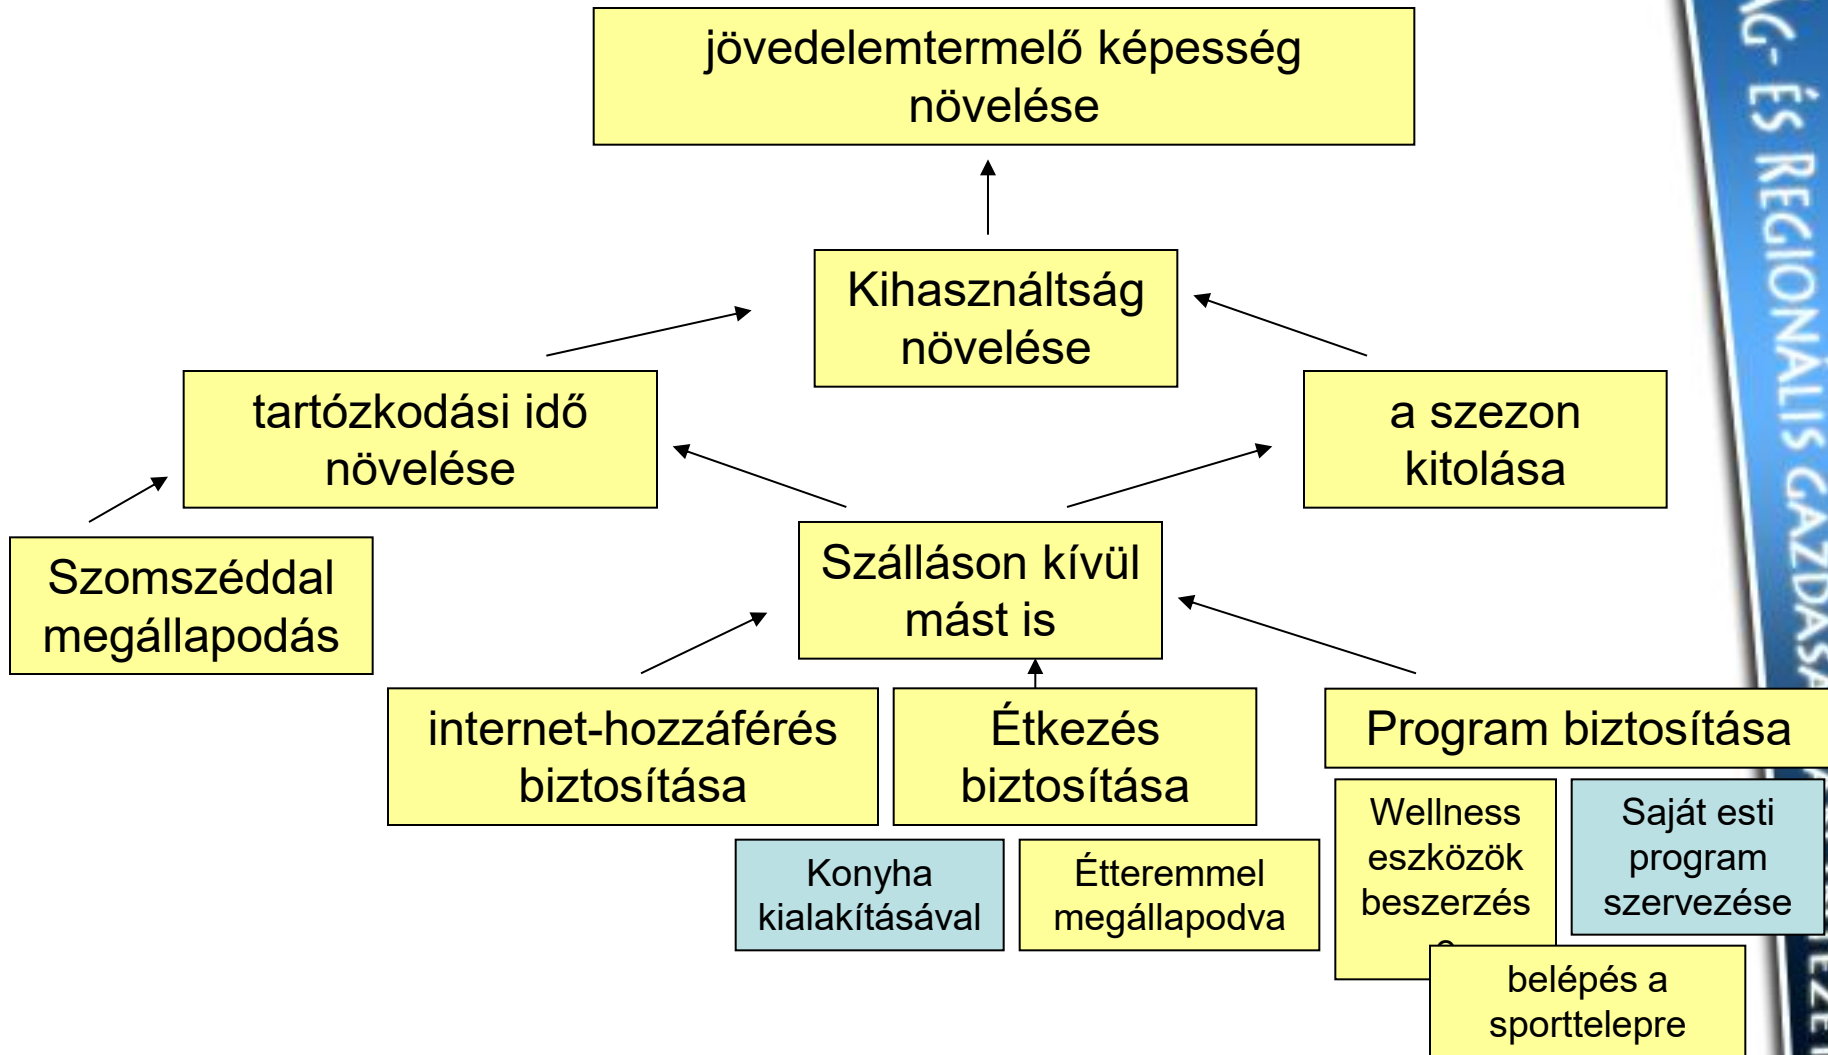 jövedelemtermelő képesség
növelése
Kihasználtság
növelése
tartózkodási idő
növelése
a szezon
kitolása
Szomszéddal
megállapodás
Szálláson kívül
mást is
internet-hozzáférés
biztosítása
Étkezés
biztosítása
Program biztosítása
Konyha
kialakításával
Étteremmel
megállapodva
Wellness
eszközök
beszerzés
Saját esti
program
szervezése
belépés a
sporttelepre
- ÉS REGIONÁLIS